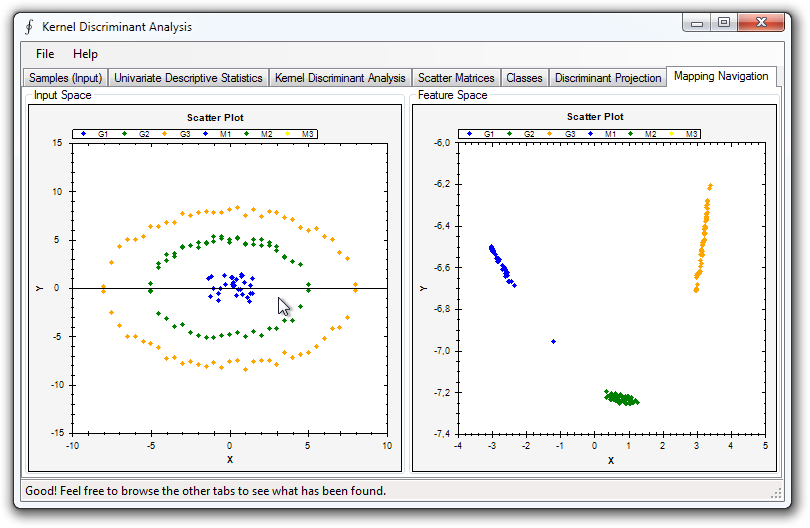 Kernel Discriminant Analysis
File Help
Samples (Input) Univariate Descriptive Statistics Kernel Discriminant Analysis Scatter Matrices Classes Discriminant Projection Mapping Navigation
Input Space
Scatter Plot
G1 G2 G3 M1 M2 M3
15
10
5
0
-5
-10
-15
Y
-10 -5 0 5 10
X
Feature Space
Scatter Plot
G1 G2 G3 M1 M2 M3
-6,0
-6,2
-6,4
-6,6
-6,8
-7,0
-7,2
-7,4
Y
-4 -3 -2 -1 0 1 2 3 4 5
X
Good! Feel free to browse the other tabs to see what has been found.